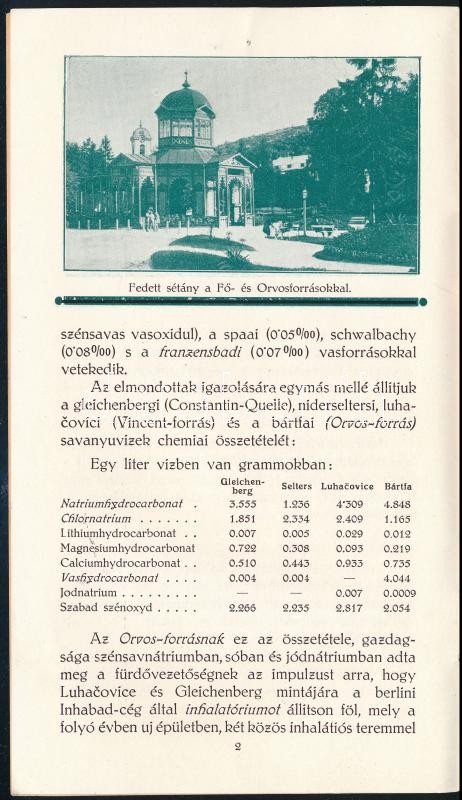 Fedett sétány a Fő- és Orvosforrásokkal.
szénsavas vasoxidul), a spaai (0·05‰), schwalbachy
(0·08‰) s a franzensbadi (0·07‰) vasforrásokkal
vetekedik.
Az elmondottak igazolására egymás mellé állitjuk
a gleichenbergi (Constantin-Quelle), niderseltersi, luha-
čovici (Vincent-forrás) és a bártfai (Orvos-forrás)
savanyuvizek chemiai összetételét:
Egy liter vizben van grammokban:
Gleichen-berg Selters Luhačovice Bártfa
Natriumhydrocarbonat . 3.555 1.236 4·309 4.848
Chlornatrium . . . . . . . 1.851 2.334 2.409 1.165
Lithiumhydrocarbonat . . 0.007 0.005 0.029 0.012
Magnesiumhydrocarbonat 0.722 0.308 0.093 0.219
Calciumhydrocarbonat . . 0.510 0.443 0.933 0.735
Vashydrocarbonat . . . . 0.004 0.004 — 4.044
Jodnatrium . . . . . . . . . — — 0.007 0.0009
Szabad szénoxyd . . . . . 2.266 2.235 2.817 2.054
Az Orvos-forrásnak ez az összetétele, gazdag-
sága szénsavnátriumban, sóban és jódnátriumban adta
meg a fürdővezetőségnek az impulzust arra, hogy
Luhačovice és Gleichenberg mintájára a berlini
Inhabad-cég által inhalatóriumot állitson föl, mely a
folyó évben uj épületben, két közös inhalátiós teremmel
2